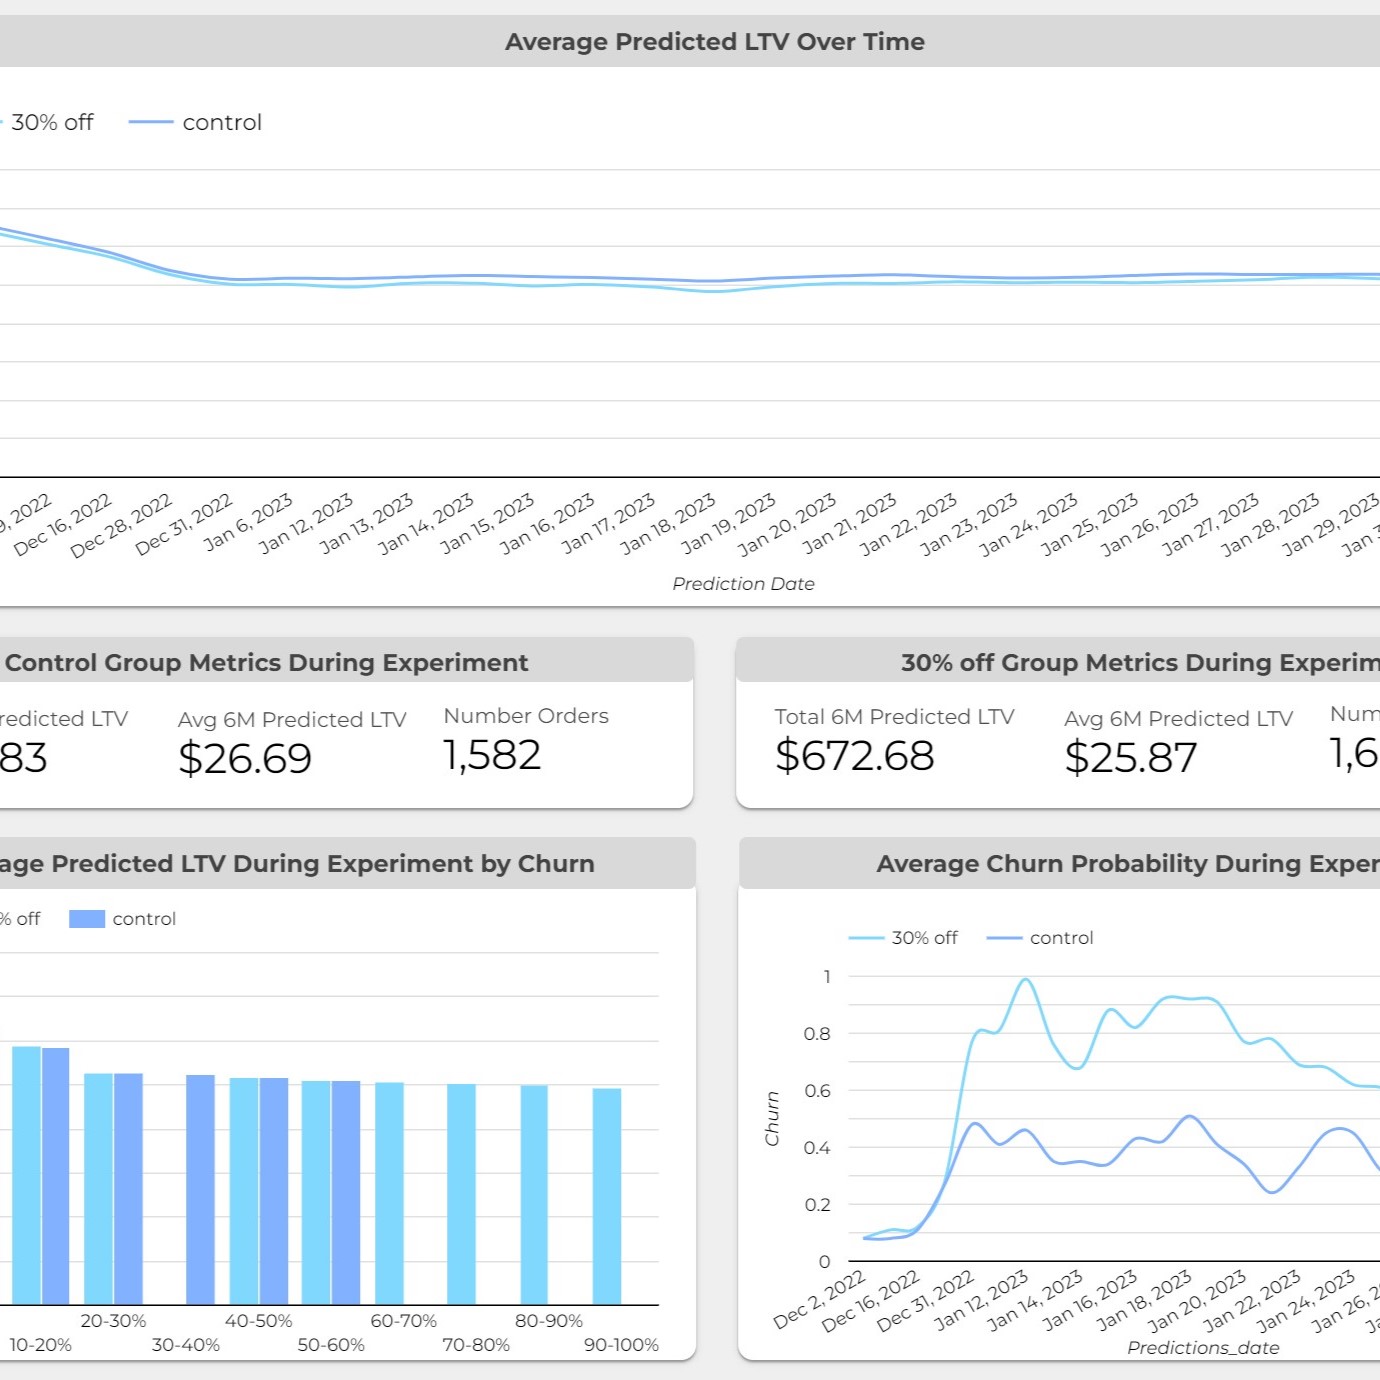 Average Predicted LTV Over Time
30% off control
9, 2022
Dec 16, 2022
Dec 28, 2022
Dec 31, 2022
Jan 6, 2023
Jan 12, 2023
Jan 13, 2023
Jan 14, 2023
Jan 15, 2023
Jan 16, 2023
Jan 17, 2023
Jan 18, 2023
Jan 19, 2023
Jan 20, 2023
Jan 21, 2023
Jan 22, 2023
Jan 23, 2023
Jan 24, 2023
Jan 25, 2023
Jan 26, 2023
Jan 27, 2023
Jan 28, 2023
Jan 29, 2023
Jan 3
Prediction Date
Control Group Metrics During Experiment
redicted LTV
83
Avg 6M Predicted LTV
$26.69
Number Orders
1,582
30% off Group Metrics During Experim
Total 6M Predicted LTV
$672.68
Avg 6M Predicted LTV
$25.87
Num
1,6
age Predicted LTV During Experiment by Churn
% off control
10-20%
20-30%
30-40%
40-50%
50-60%
60-70%
70-80%
80-90%
90-100%
Average Churn Probability During Exper
30% off control
1
0.8
0.6
0.4
0.2
0
Churn
Dec 2, 2022
Dec 16, 2022
Dec 31, 2022
Jan 12, 2023
Jan 14, 2023
Jan 16, 2023
Jan 18, 2023
Jan 20, 2023
Jan 22, 2023
Jan 24, 2023
Jan 26, 2
Predictions_date